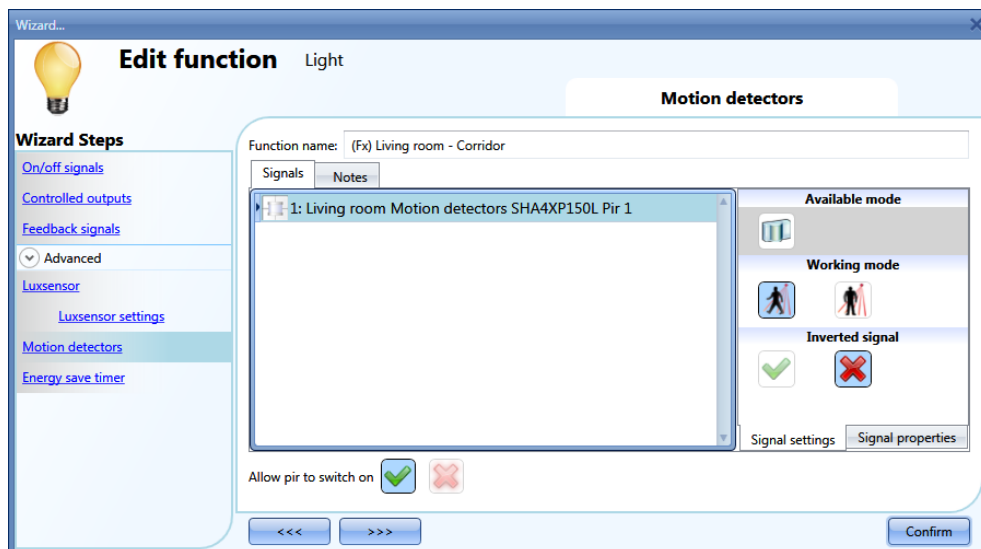 Wizard...
Edit function Light
Motion detectors
Wizard Steps
On/off signals
Controlled outputs
Feedback signals
Advanced
Luxsensor
Luxsensor settings
Motion detectors
Energy save timer
Function name: (Fx) Living room - Corridor
Signals Notes
1: Living room Motion detectors SHA4XP150L Pir 1
Available mode
Working mode
Inverted signal
Signal settings Signal properties
Allow pir to switch on
<<< >>> Confirm